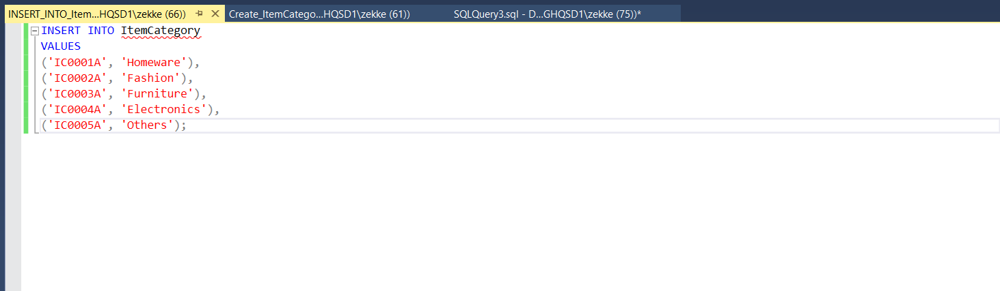 INSERT_INTO_Item...HQSD1\zekke (66)) Create_ItemCatego...HQSD1\zekke (61)) SQLQuery3.sql - D...GHQSD1\zekke (75))*
INSERT INTO ItemCategory
VALUES
('IC0001A', 'Homeware'),
('IC0002A', 'Fashion'),
('IC0003A', 'Furniture'),
('IC0004A', 'Electronics'),
('IC0005A', 'Others');